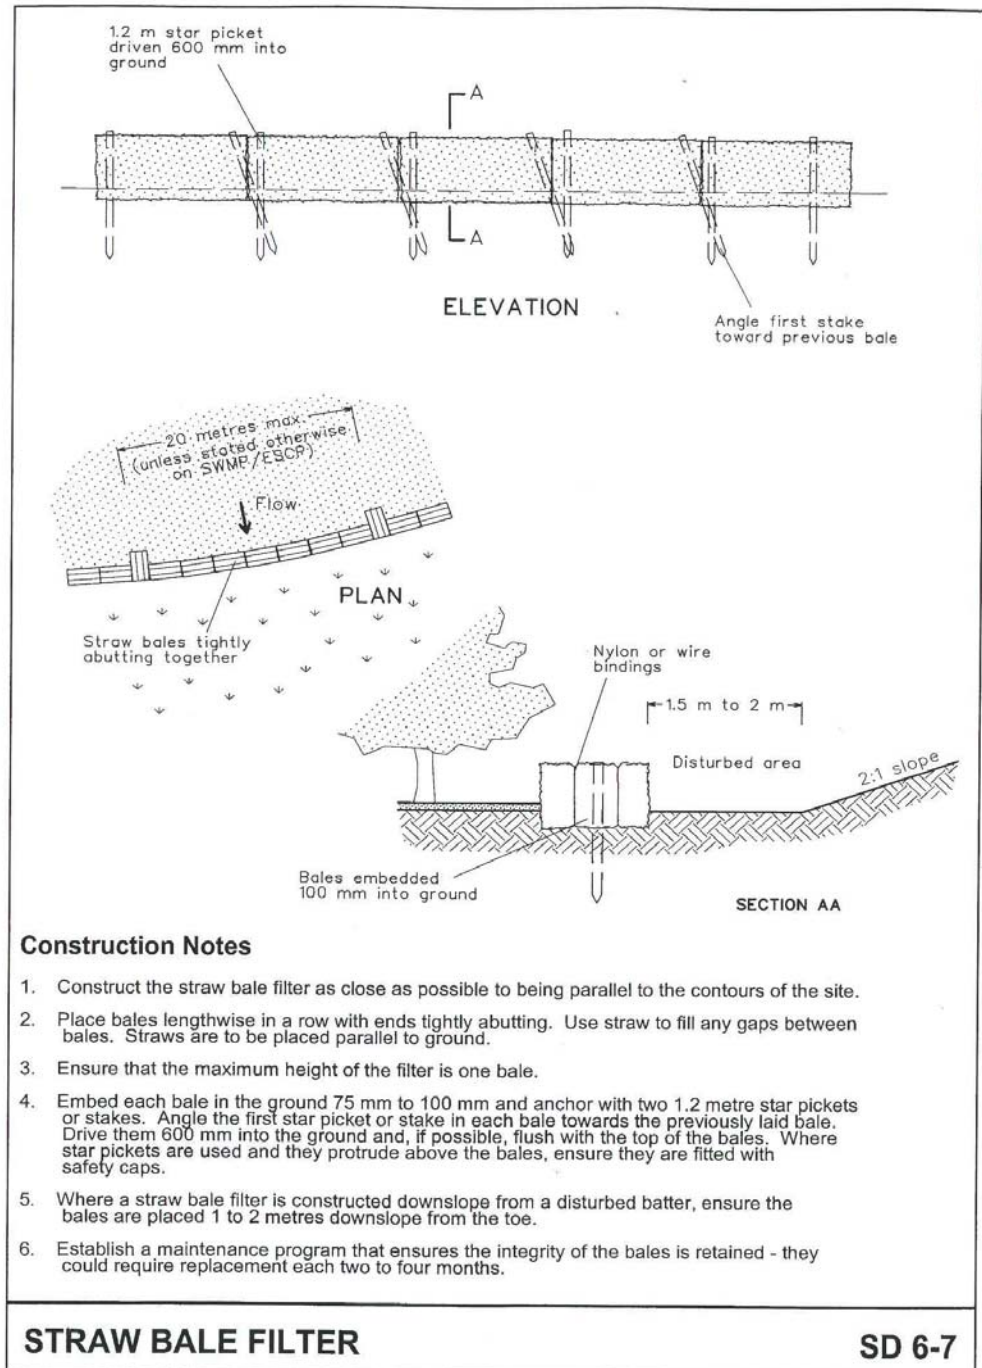 1.2 m star picket
driven 600 mm into
ground
A
A
ELEVATION
Angle first stake
toward previous bale
20 metres max.
(unless stated otherwise
on SWMP/ESCP)
Flow
PLAN
Straw bales tightly
abutting together
Nylon or wire
bindings
1.5 m to 2 m
Disturbed area
2:1 slope
Bales embedded
100 mm into ground
SECTION AA
Construction Notes
1. Construct the straw bale filter as close as possible to being parallel to the contours of the site.
2. Place bales lengthwise in a row with ends tightly abutting. Use straw to fill any gaps between
bales. Straws are to be placed parallel to ground.
3. Ensure that the maximum height of the filter is one bale.
4. Embed each bale in the ground 75 mm to 100 mm and anchor with two 1.2 metre star pickets
or stakes. Angle the first star picket or stake in each bale towards the previously laid bale.
Drive them 600 mm into the ground and, if possible, flush with the top of the bales. Where
star pickets are used and they protrude above the bales, ensure they are fitted with
safety caps.
5. Where a straw bale filter is constructed downslope from a disturbed batter, ensure the
bales are placed 1 to 2 metres downslope from the toe.
6. Establish a maintenance program that ensures the integrity of the bales is retained - they
could require replacement each two to four months.
STRAW BALE FILTER
SD 6-7